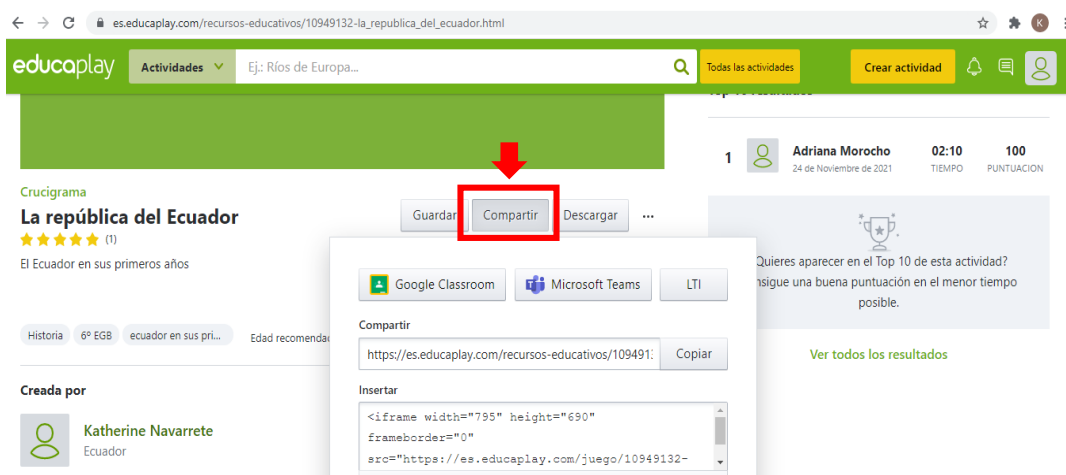 es.educaplay.com/recursos-educativos/10949132-la_republica_del_ecuador.html
K
educaplay
Actividades
Ej.: Ríos de Europa...
Todas las actividades
Crear actividad
1
Adriana Morocho
24 de Noviembre de 2021
02:10
TIEMPO
100
PUNTUACION
Crucigrama
La república del Ecuador
(1)
El Ecuador en sus primeros años
Guardar
Compartir
Descargar
...
Historia
6º EGB
ecuador en sus pri...
Edad
Creada por
Katherine Navarrete
Ecuador
Google Classroom
Microsoft Teams
LTI
Compartir
https://es.educaplay.com/recursos-educativos/109491
Copiar
Insertar
<iframe width="795" height="690"
frameborder="0"
src="https://es.educaplay.com/juego/10949132-
Quieres aparecer en el Top 10 de esta actividad?
una buena puntuación en el menor tiempo
posible.
Ver todos los resultados